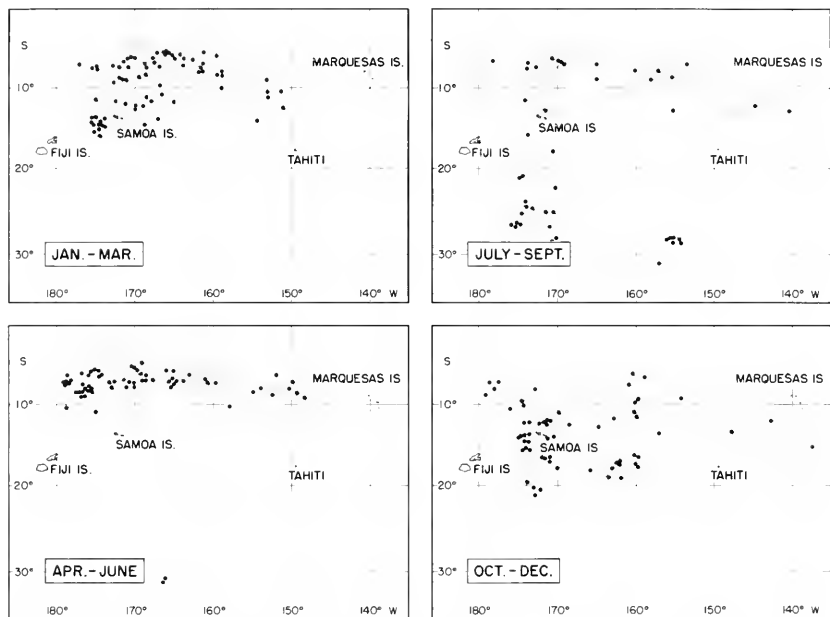 S
MARQUESAS IS.
10°
SAMOA IS.
FIJI IS.
TAHITI
20°
30°
JAN. - MAR.
180° 170° 160° 150° 140° W
S
MARQUESAS IS
10°
SAMOA IS
FIJI IS
TAHITI
20°
30°
JULY - SEPT.
180° 170° 160° 150° 140° W
S
MARQUESAS IS
10°
SAMOA IS.
FIJI IS.
TAHITI
20°
30°
APR. - JUNE
180° 170° 160° 150° 140° W
S
MARQUESAS IS
10°
SAMOA IS
FIJI IS
TAHITI
20°
30°
OCT. - DEC.
180° 170° 160° 150° 140° W